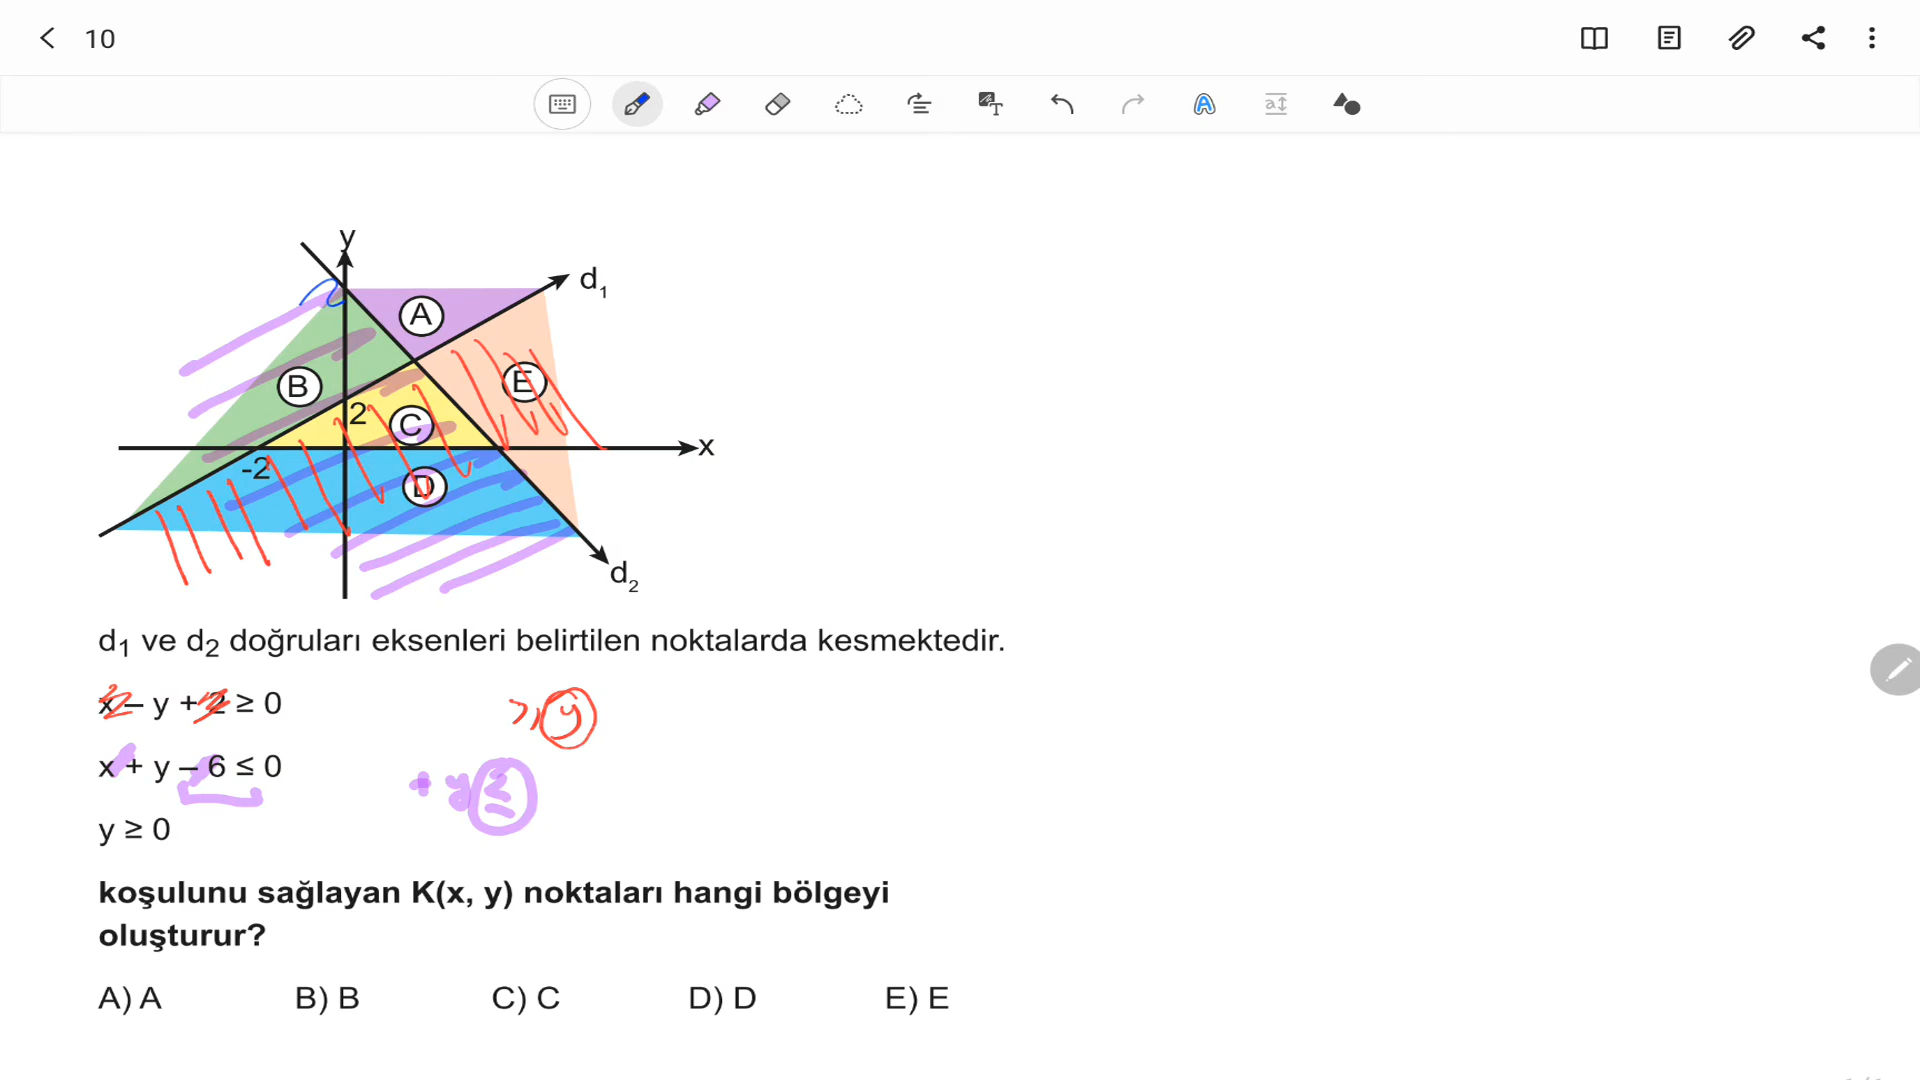 10
y
d1
A
B
E
2
C
x
-2
D
d2
d1 ve d2 doğruları eksenleri belirtilen noktalarda kesmektedir.
x – y + 2 ≥ 0
y
x + y – 6 ≤ 0
+ y
y ≥ 0
koşulunu sağlayan K(x, y) noktaları hangi bölgeyi
oluşturur?
A) A B) B C) C D) D E) E